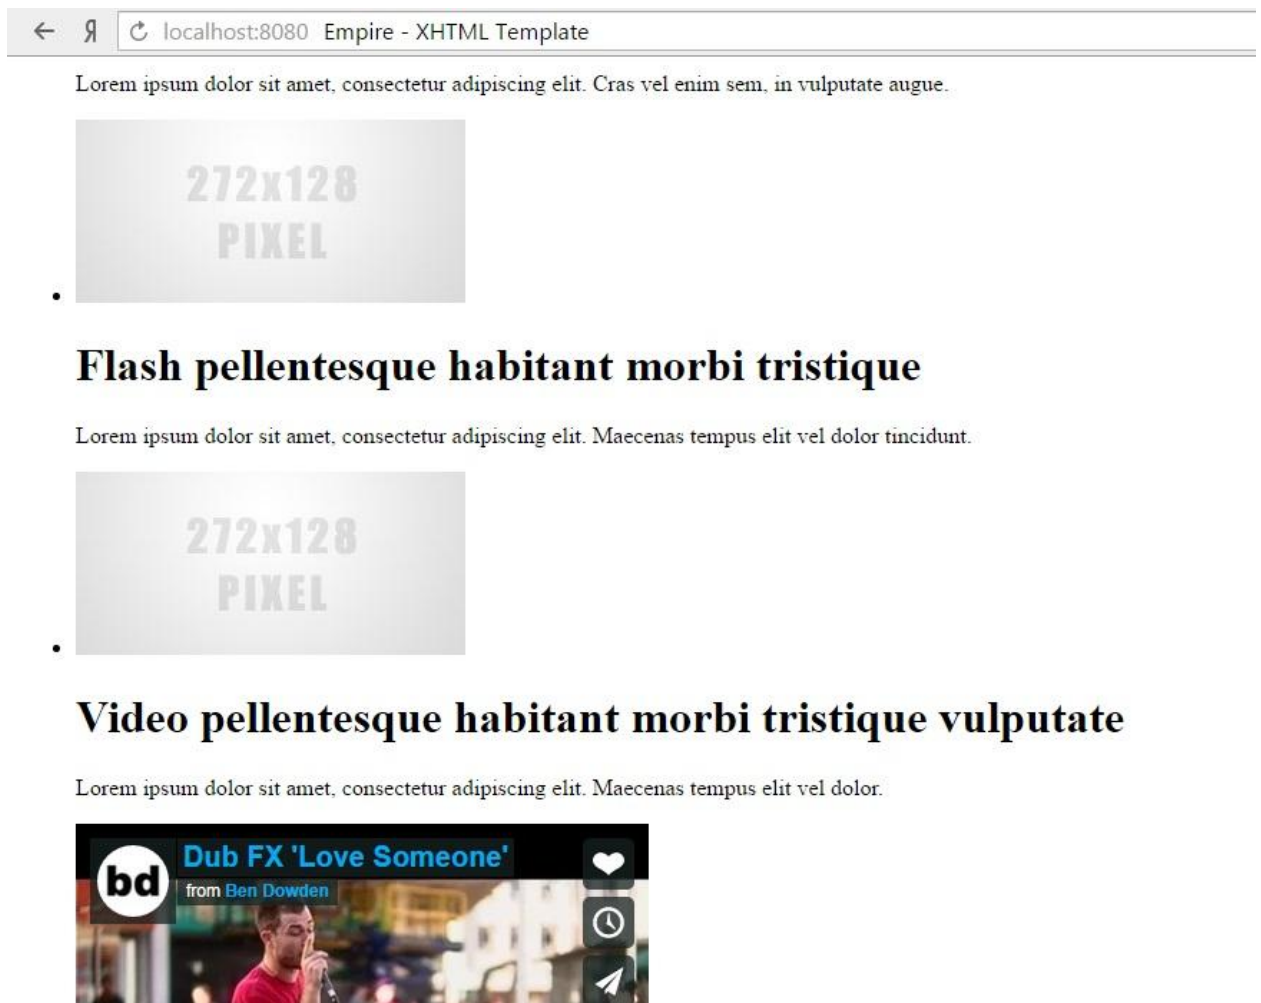 Я localhost:8080 Empire - XHTML Template
Lorem ipsum dolor sit amet, consectetur adipiscing elit. Cras vel enim sem, in vulputate augue.
272x128
PIXEL
Flash pellentesque habitant morbi tristique
Lorem ipsum dolor sit amet, consectetur adipiscing elit. Maecenas tempus elit vel dolor tincidunt.
272x128
PIXEL
Video pellentesque habitant morbi tristique vulputate
Lorem ipsum dolor sit amet, consectetur adipiscing elit. Maecenas tempus elit vel dolor.
bd
Dub FX 'Love Someone'
from Ben Dowden